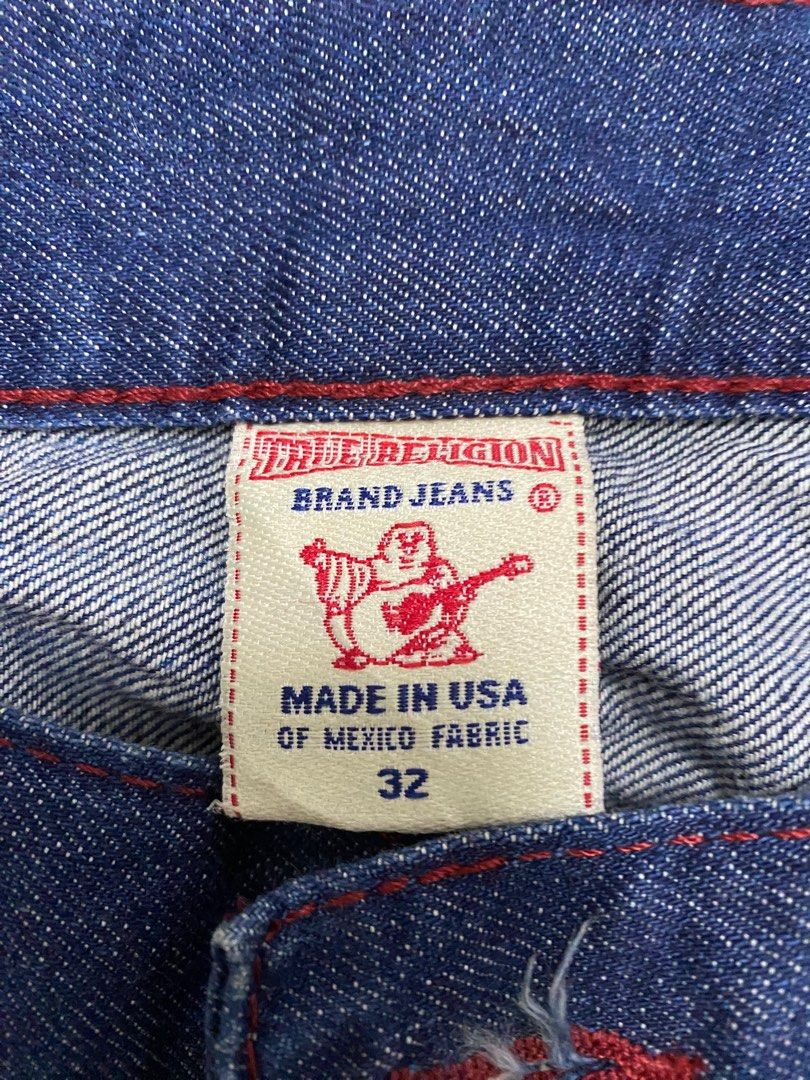 TRUE RELIGION
BRAND JEANS ®
MADE IN USA
OF MEXICO FABRIC
32